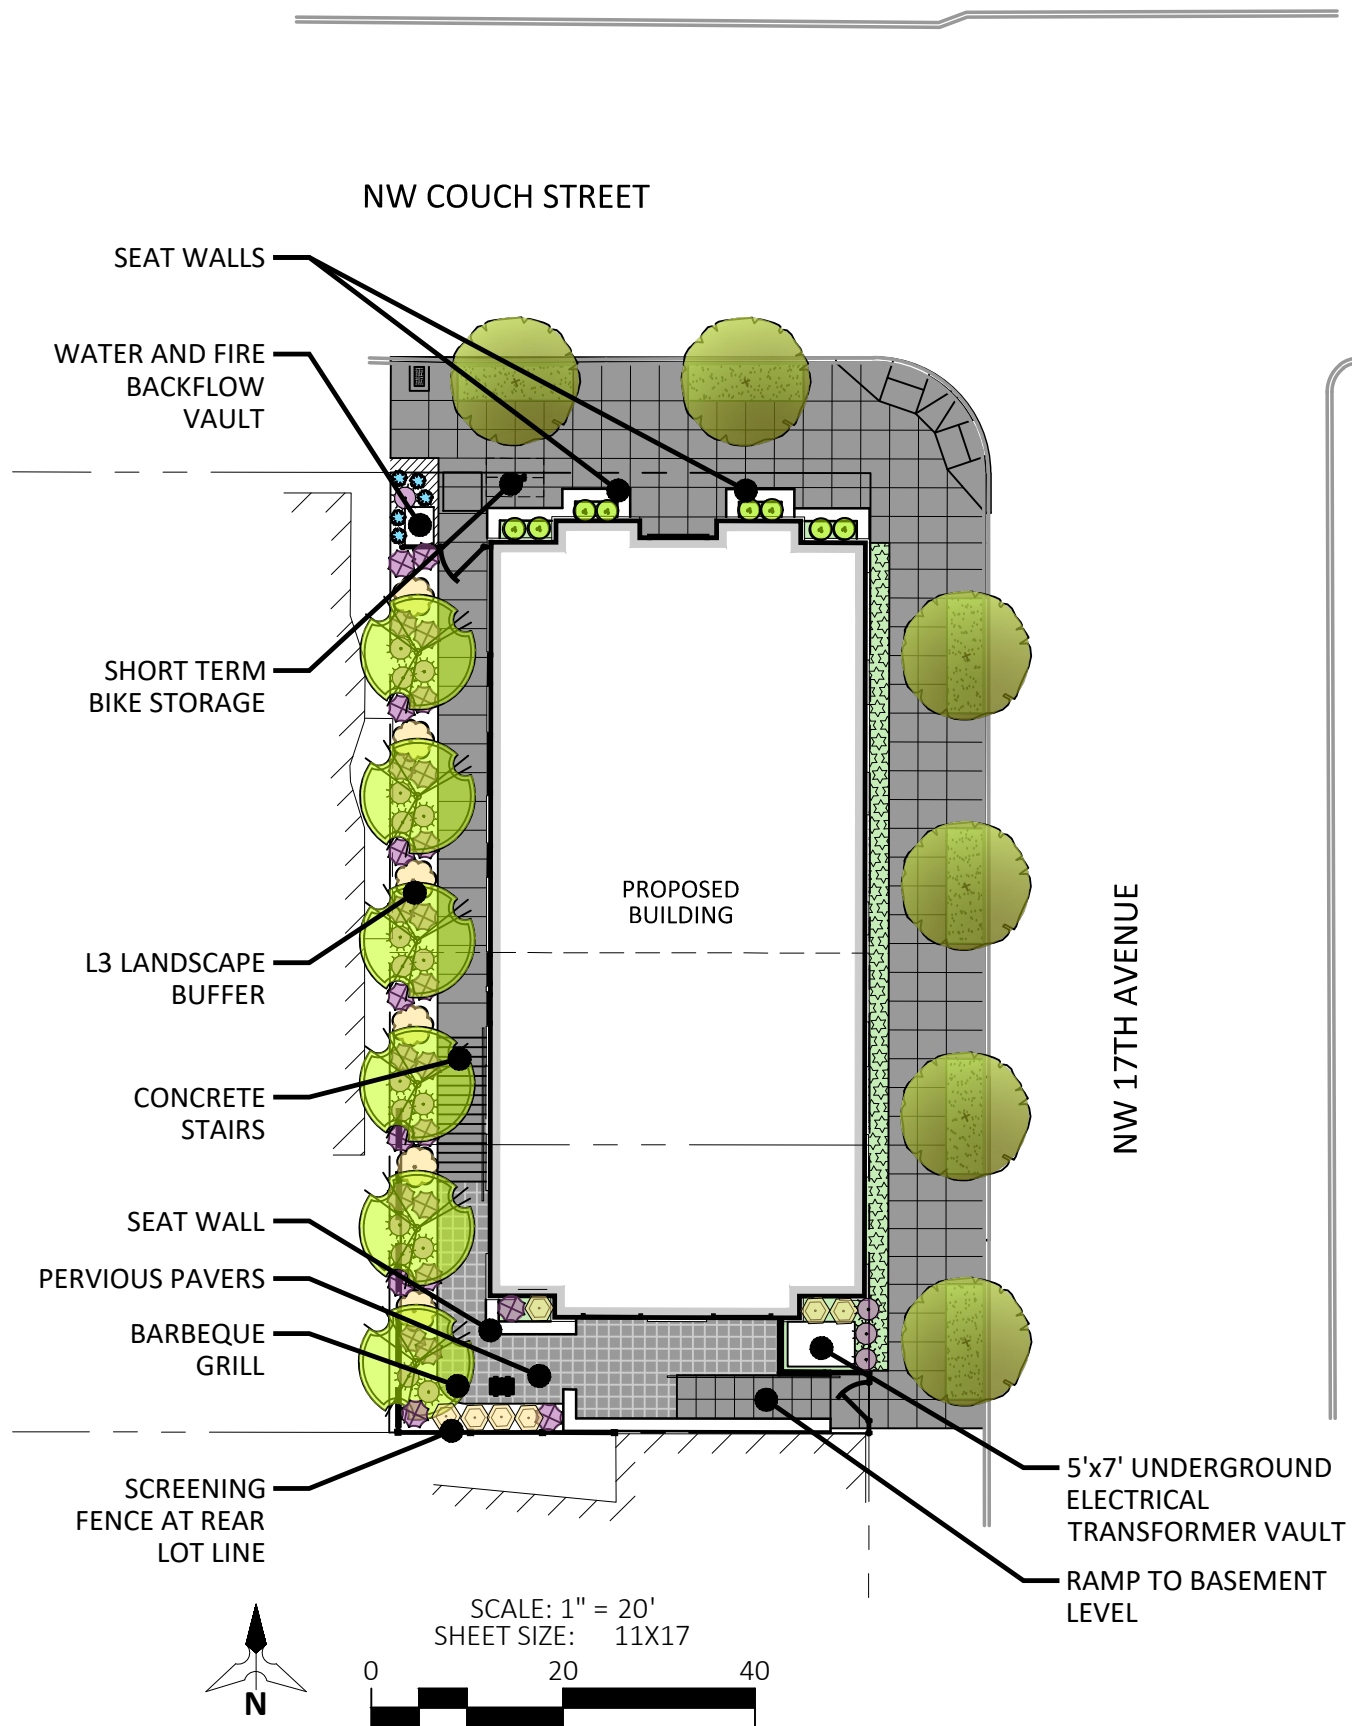 NW COUCH STREET
SEAT WALLS
WATER AND FIRE
BACKFLOW
VAULT
SHORT TERM
BIKE STORAGE
PROPOSED
BUILDING
NW 17TH AVENUE
L3 LANDSCAPE
BUFFER
CONCRETE
STAIRS
SEAT WALL
PERVIOUS PAVERS
BARBEQUE
GRILL
SCREENING
FENCE AT REAR
LOT LINE
5'x7' UNDERGROUND
ELECTRICAL
TRANSFORMER VAULT
RAMP TO BASEMENT
LEVEL
SCALE: 1" = 20'
SHEET SIZE: 11X17
0 20 40
N